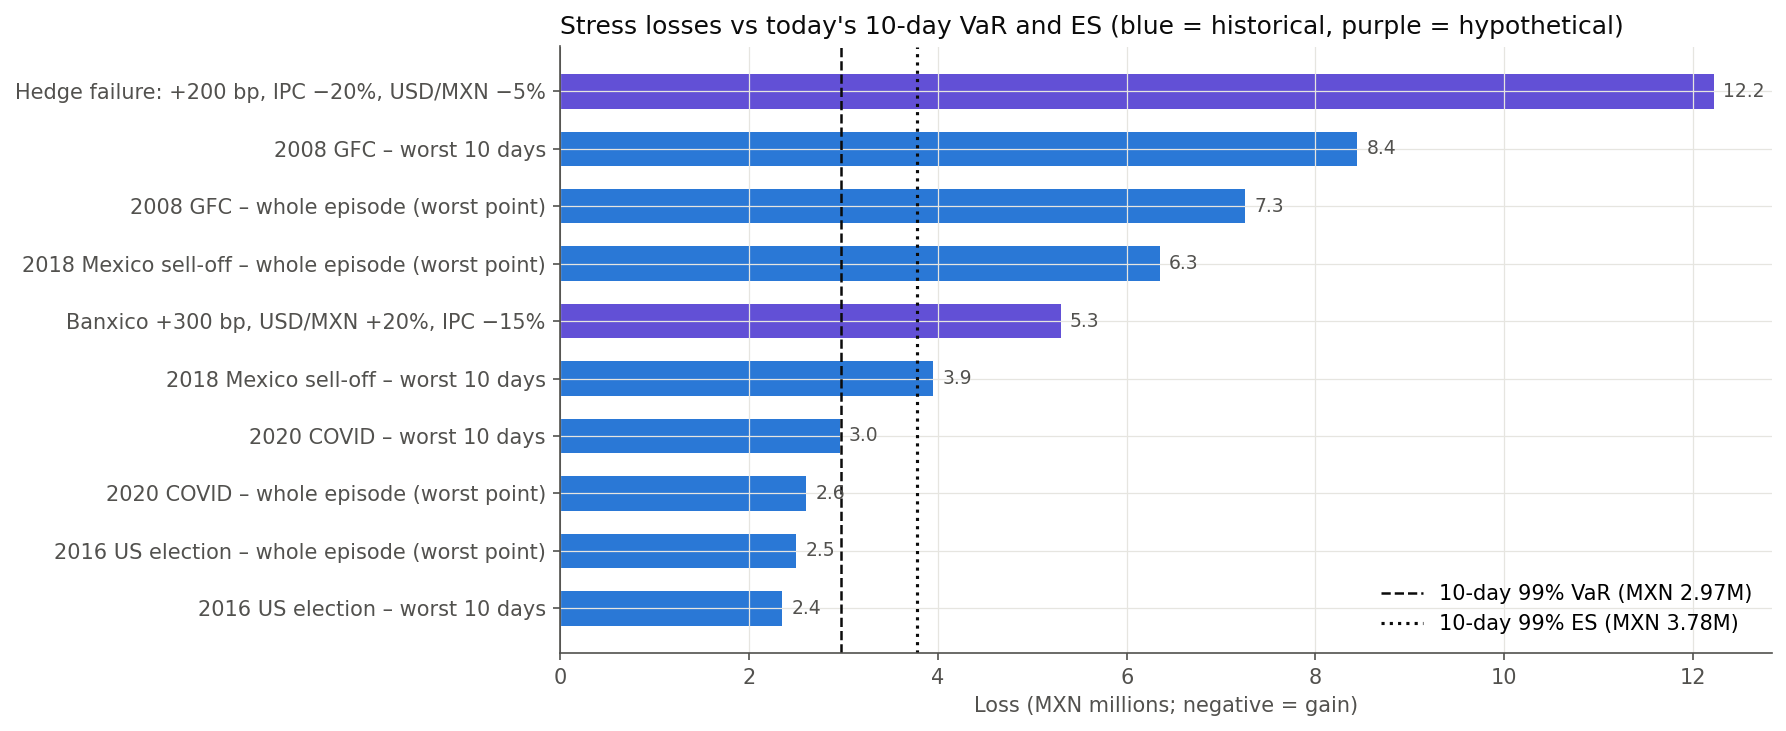 Stress losses vs today's 10-day VaR and ES (blue = historical, purple = hypothetical)
Hedge failure: +200 bp, IPC −20%, USD/MXN −5%
12.2
2008 GFC – worst 10 days
8.4
2008 GFC – whole episode (worst point)
7.3
2018 Mexico sell-off – whole episode (worst point)
6.3
Banxico +300 bp, USD/MXN +20%, IPC −15%
5.3
2018 Mexico sell-off – worst 10 days
3.9
2020 COVID – worst 10 days
3.0
2020 COVID – whole episode (worst point)
2.6
2016 US election – whole episode (worst point)
2.5
2016 US election – worst 10 days
2.4
10-day 99% VaR (MXN 2.97M)
10-day 99% ES (MXN 3.78M)
0 2 4 6 8 10 12
Loss (MXN millions; negative = gain)